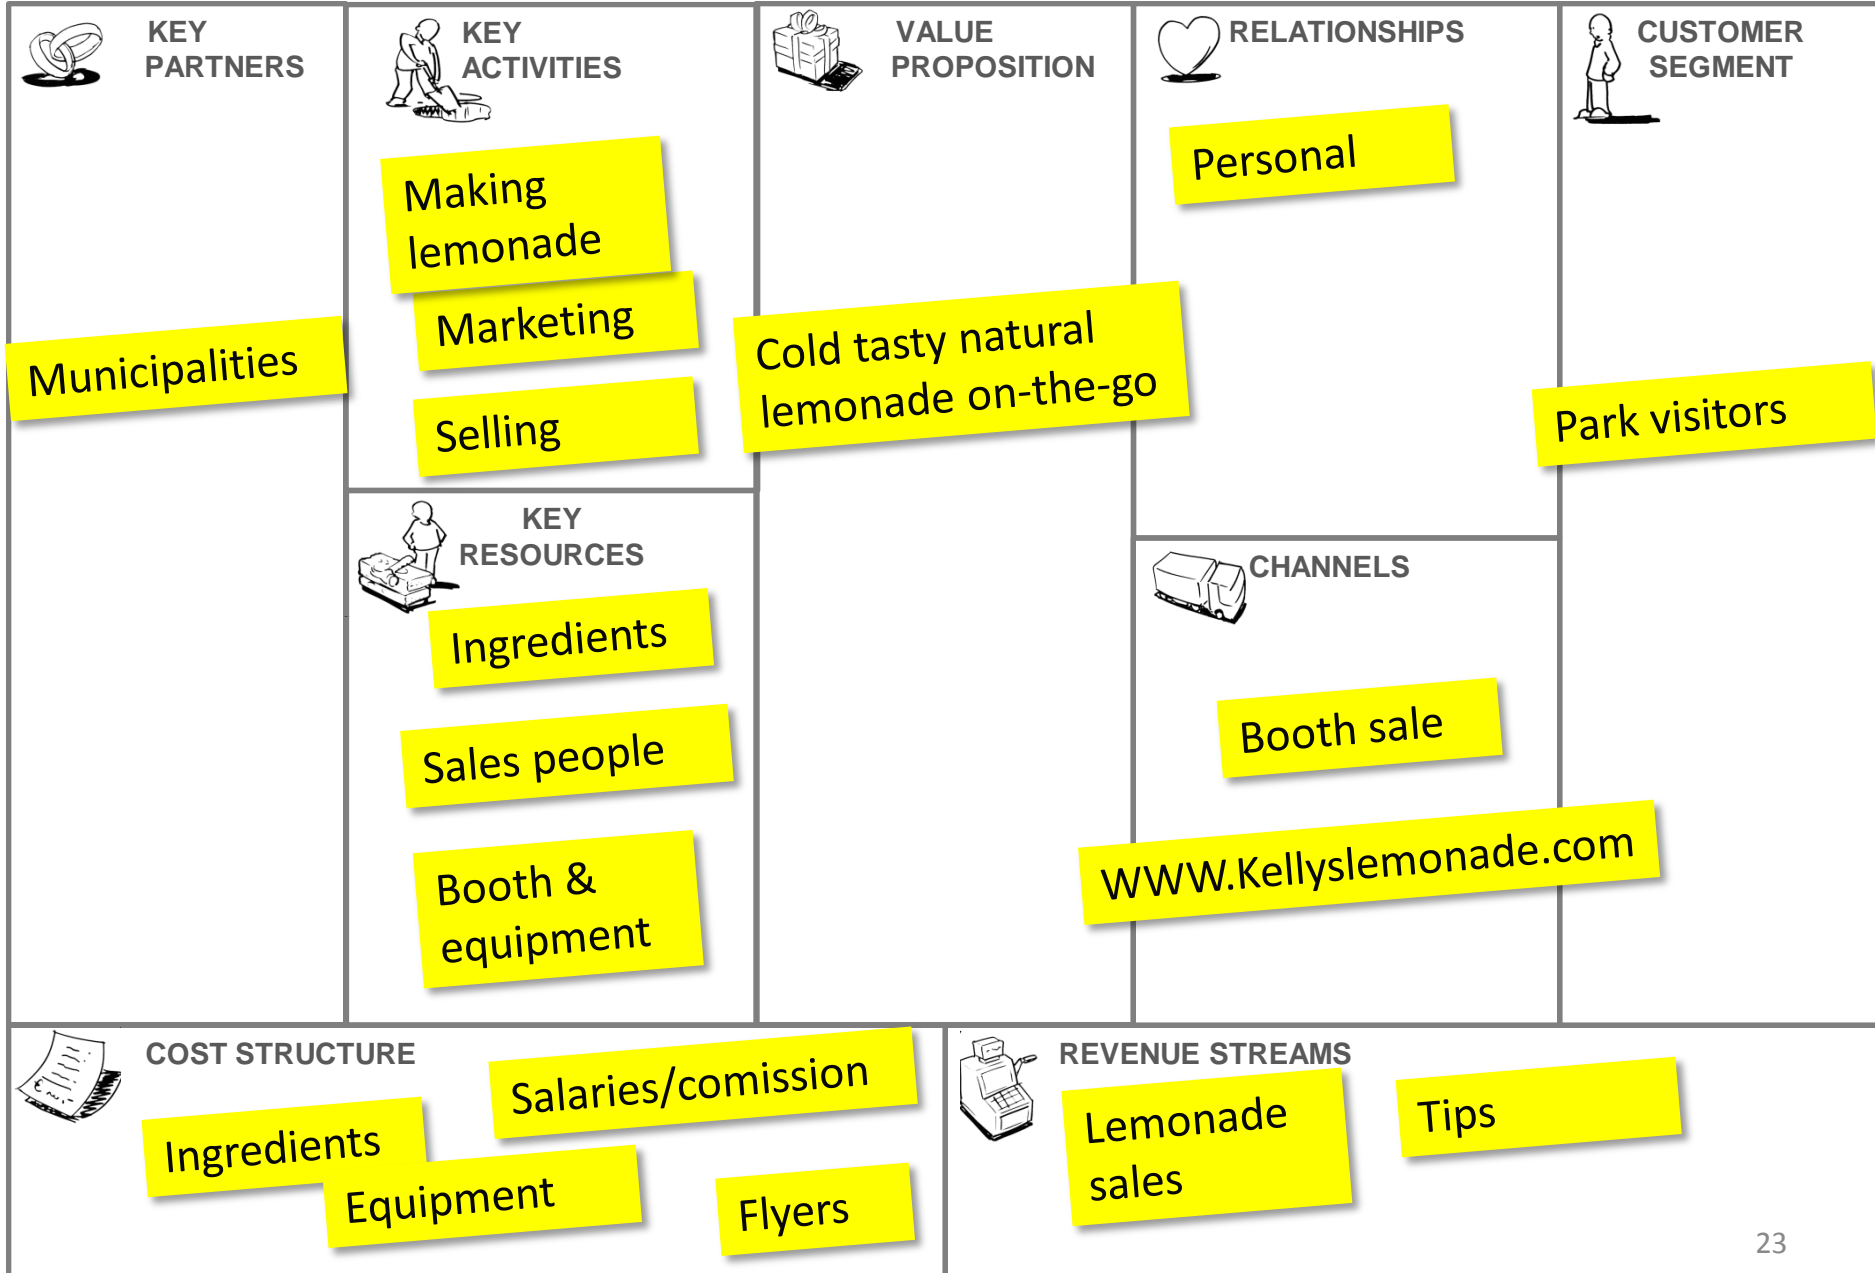 KEY
PARTNERS
Municipalities
KEY
ACTIVITIES
Making
lemonade
Marketing
Selling
KEY
RESOURCES
Ingredients
Sales people
Booth &
equipment
VALUE
PROPOSITION
Cold tasty natural
lemonade on-the-go
RELATIONSHIPS
Personal
CHANNELS
Booth sale
WWW.Kellyslemonade.com
CUSTOMER
SEGMENT
Park visitors
COST STRUCTURE
Salaries/comission
Ingredients
Equipment
Flyers
REVENUE STREAMS
Lemonade
sales
Tips
23